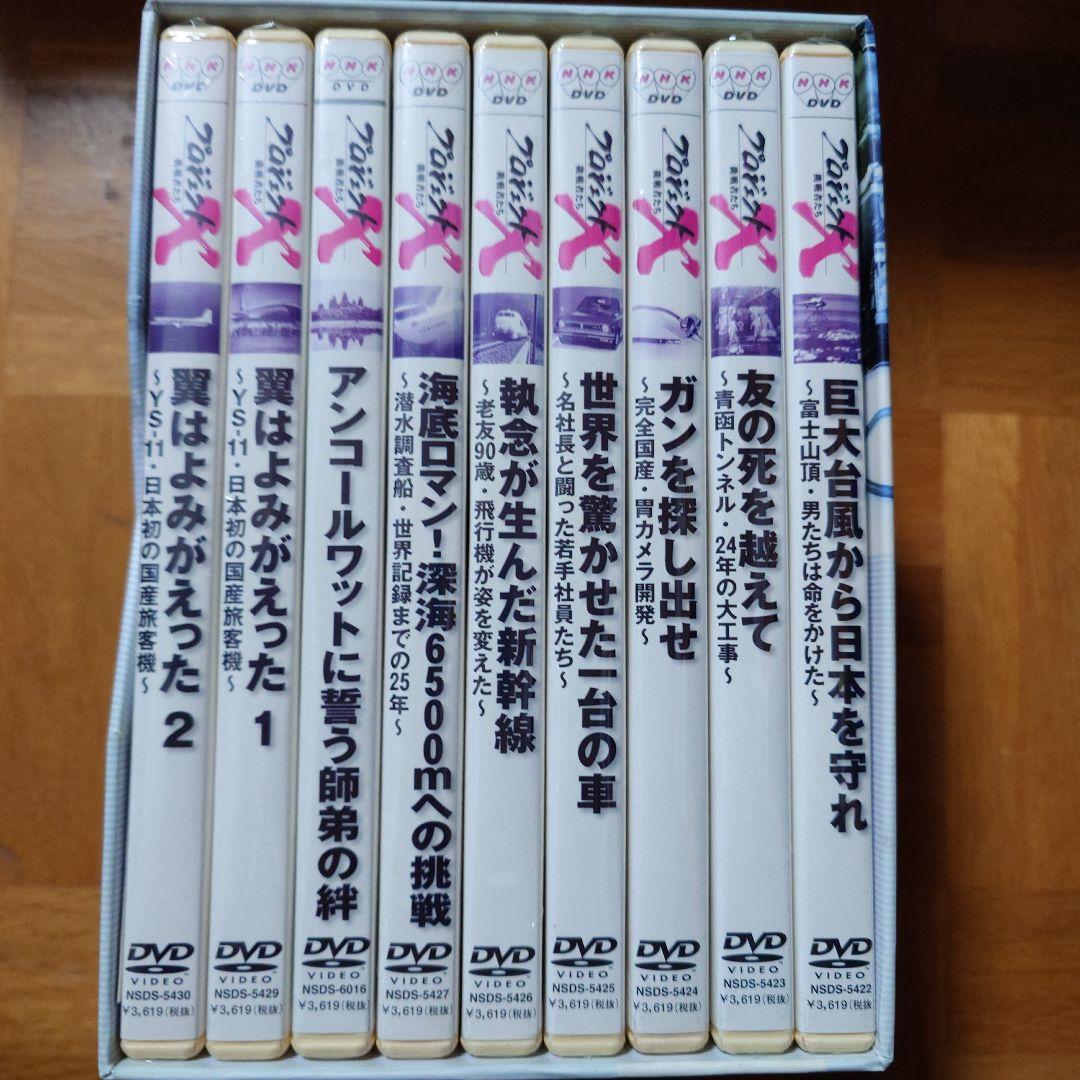 NHK
DVD
プロジェクト
X
挑戦者たち
翼はよみがえった 2
～YS-11・日本初の国産旅客機～
DVD
VIDEO
NSDS-5430
￥3,619(税抜)
NHK
DVD
プロジェクト
X
挑戦者たち
翼はよみがえった 1
～YS-11・日本初の国産旅客機～
DVD
VIDEO
NSDS-5429
￥3,619(税抜)
NHK
DVD
プロジェクト
X
挑戦者たち
アンコールワットに誓う師弟の絆
DVD
VIDEO
NSDS-6016
￥3,619(税抜)
NHK
DVD
プロジェクト
X
挑戦者たち
海底ロマン!深海6500mへの挑戦
～潜水調査船・世界記録までの25年～
DVD
VIDEO
NSDS-5427
￥3,619(税抜)
NHK
DVD
プロジェクト
X
挑戦者たち
執念が生んだ新幹線
～老友90歳・飛行機が姿を変えた～
DVD
VIDEO
NSDS-5426
￥3,619(税抜)
NHK
DVD
プロジェクト
X
挑戦者たち
世界を驚かせた一台の車
～名社長と闘った若手社員たち～
DVD
VIDEO
NSDS-5425
￥3,619(税抜)
NHK
DVD
プロジェクト
X
挑戦者たち
ガンを探し出せ
～完全国産・胃カメラ開発～
DVD
VIDEO
NSDS-5424
￥3,619(税抜)
NHK
DVD
プロジェクト
X
挑戦者たち
友の死を越えて
～青函トンネル・24年の大工事～
DVD
VIDEO
NSDS-5423
￥3,619(税抜)
NHK
DVD
プロジェクト
X
挑戦者たち
巨大台風から日本を守れ
～富士山頂・男たちは命をかけた～
DVD
VIDEO
NSDS-5422
￥3,619(税抜)